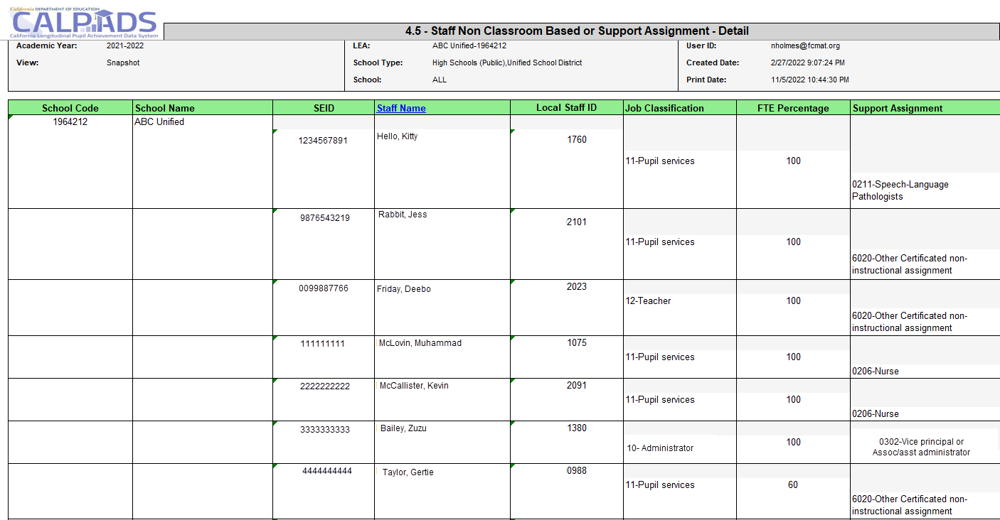 California DEPARTMENT OF EDUCATION
CALPADS
California Longitudinal Pupil Achievement Data System
4.5 - Staff Non Classroom Based or Support Assignment - Detail
Academic Year: 2021-2022 LEA: ABC Unified-1964212 User ID: nholmes@fcmat.org
View: Snapshot School Type: High Schools (Public),Unified School District Created Date: 2/27/2022 9:07:24 PM
School: ALL Print Date: 11/5/2022 10:44:30 PM
School Code School Name SEID Staff Name Local Staff ID Job Classification FTE Percentage Support Assignment
1964212 ABC Unified
1234567891 Hello, Kitty 1760
11-Pupil services 100
0211-Speech-Language
Pathologists
9876543219 Rabbit, Jess 2101
11-Pupil services 100
6020-Other Certificated non-
instructional assignment
0099887766 Friday, Deebo 2023
12-Teacher 100
6020-Other Certificated non-
instructional assignment
111111111 McLovin, Muhammad 1075
11-Pupil services 100
0206-Nurse
2222222222 McCallister, Kevin 2091
11-Pupil services 100
0206-Nurse
3333333333 Bailey, Zuzu 1380
10- Administrator 100 0302-Vice principal or
Assoc/asst administrator
4444444444 Taylor, Gertie 0988
11-Pupil services 60
6020-Other Certificated non-
instructional assignment